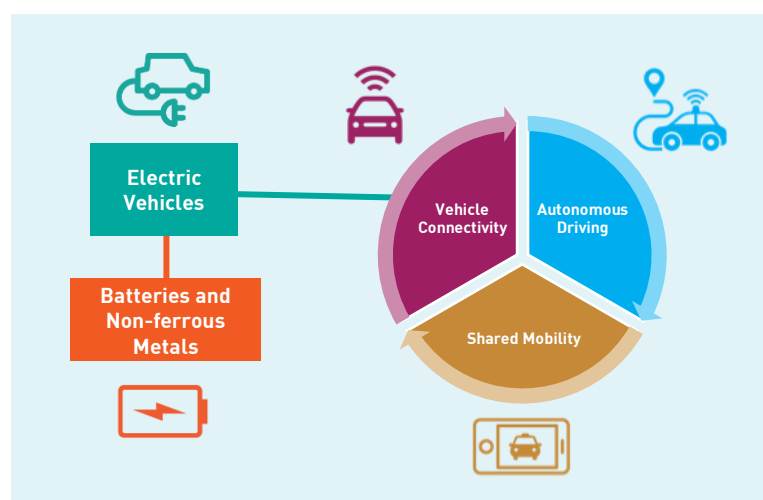 Electric
Vehicles
Batteries and
Non-ferrous
Metals
Vehicle
Connectivity
Autonomous
Driving
Shared Mobility